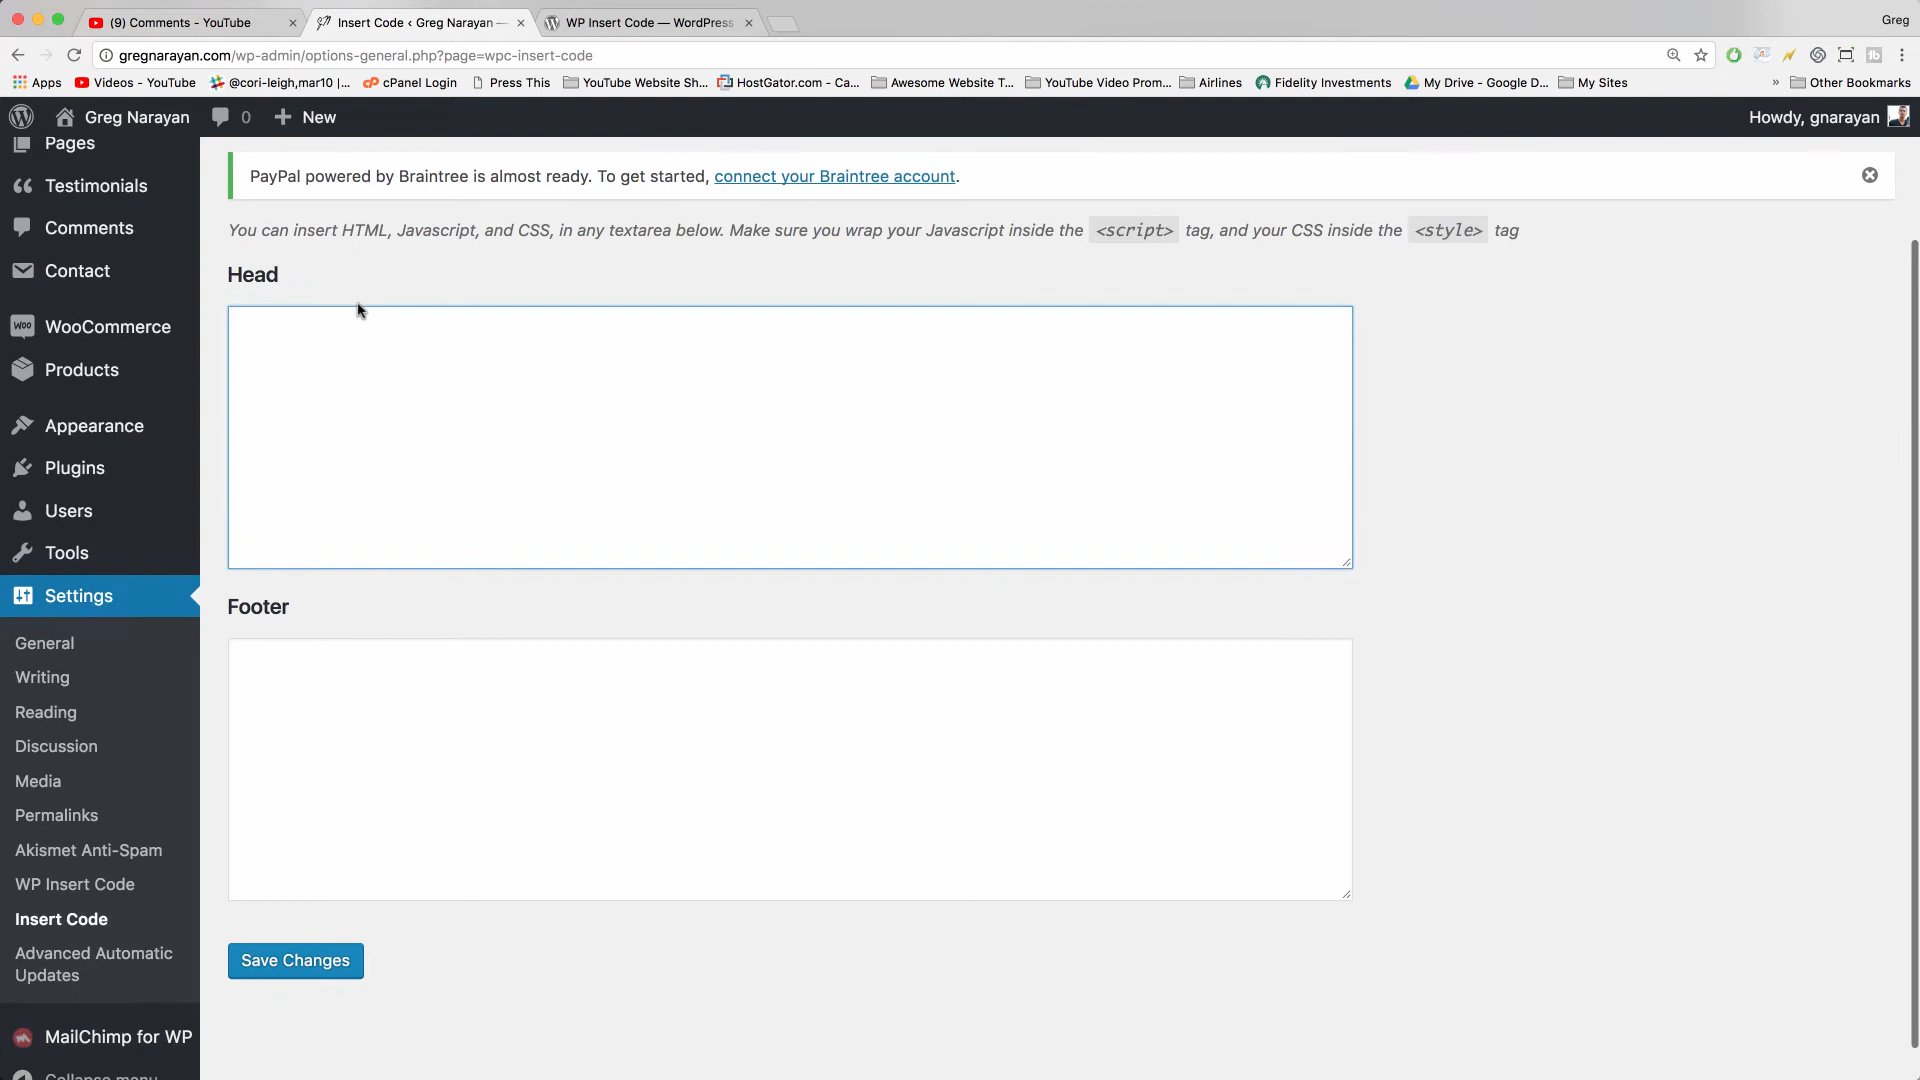 (9) Comments - YouTube
Insert Code ‹ Greg Narayan —
WP Insert Code — WordPress
Greg
gregnarayan.com/wp-admin/options-general.php?page=wpc-insert-code
Apps
Videos - YouTube
@cori-leigh,mar10 |...
cPanel Login
Press This
YouTube Website Sh...
HostGator.com - Ca...
Awesome Website T...
YouTube Video Prom...
Airlines
Fidelity Investments
My Drive - Google D...
My Sites
»
Other Bookmarks
Greg Narayan
0
New
Howdy, gnarayan
Pages
Testimonials
Comments
Contact
WooCommerce
Products
Appearance
Plugins
Users
Tools
Settings
General
Writing
Reading
Discussion
Media
Permalinks
Akismet Anti-Spam
WP Insert Code
Insert Code
Advanced Automatic
Updates
MailChimp for WP
Collapse menu
PayPal powered by Braintree is almost ready. To get started, connect your Braintree account.
You can insert HTML, Javascript, and CSS, in any textarea below. Make sure you wrap your Javascript inside the <script> tag, and your CSS inside the <style> tag
Head
Footer
Save Changes